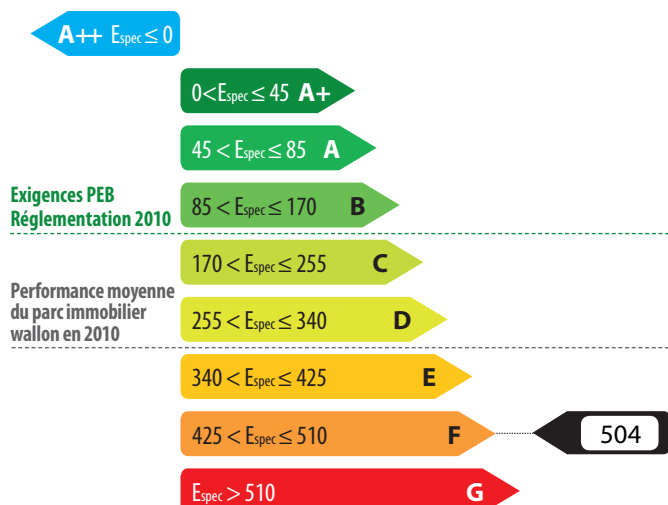 A++ Espec ≤ 0
0<Espec ≤ 45 A+
45 < Espec ≤ 85 A
Exigences PEB
Réglementation 2010
85 < Espec ≤ 170 B
170 < Espec ≤ 255 C
Performance moyenne
du parc immobilier
wallon en 2010
255 < Espec ≤ 340 D
340 < Espec ≤ 425 E
425 < Espec ≤ 510 F
504
Espec > 510 G